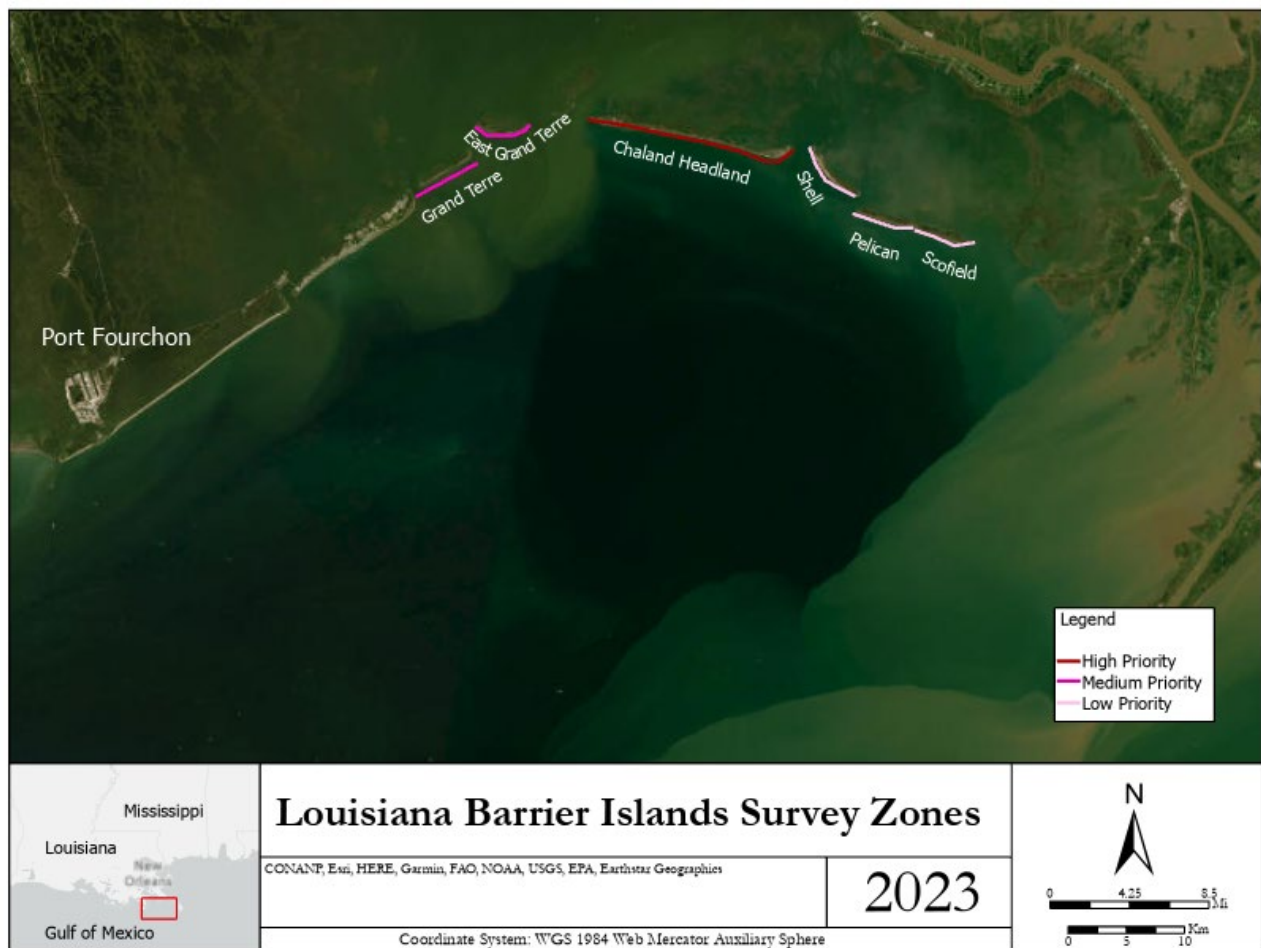 East Grand Terre
Grand Terre
Chaland Headland
Shell
Pelican
Scofield
Port Fourchon
Legend
High Priority
Medium Priority
Low Priority
Mississippi
Louisiana
New
Orleans
Gulf of Mexico
Louisiana Barrier Islands Survey Zones
CONANP, Esri, HERE, Garmin, FAO, NOAA, USGS, EPA, Earthstar Geographics
2023
Coordinate System: WGS 1984 Web Mercator Auxiliary Sphere
N
0 4.25 8.5
Mi
0 5 10
Km